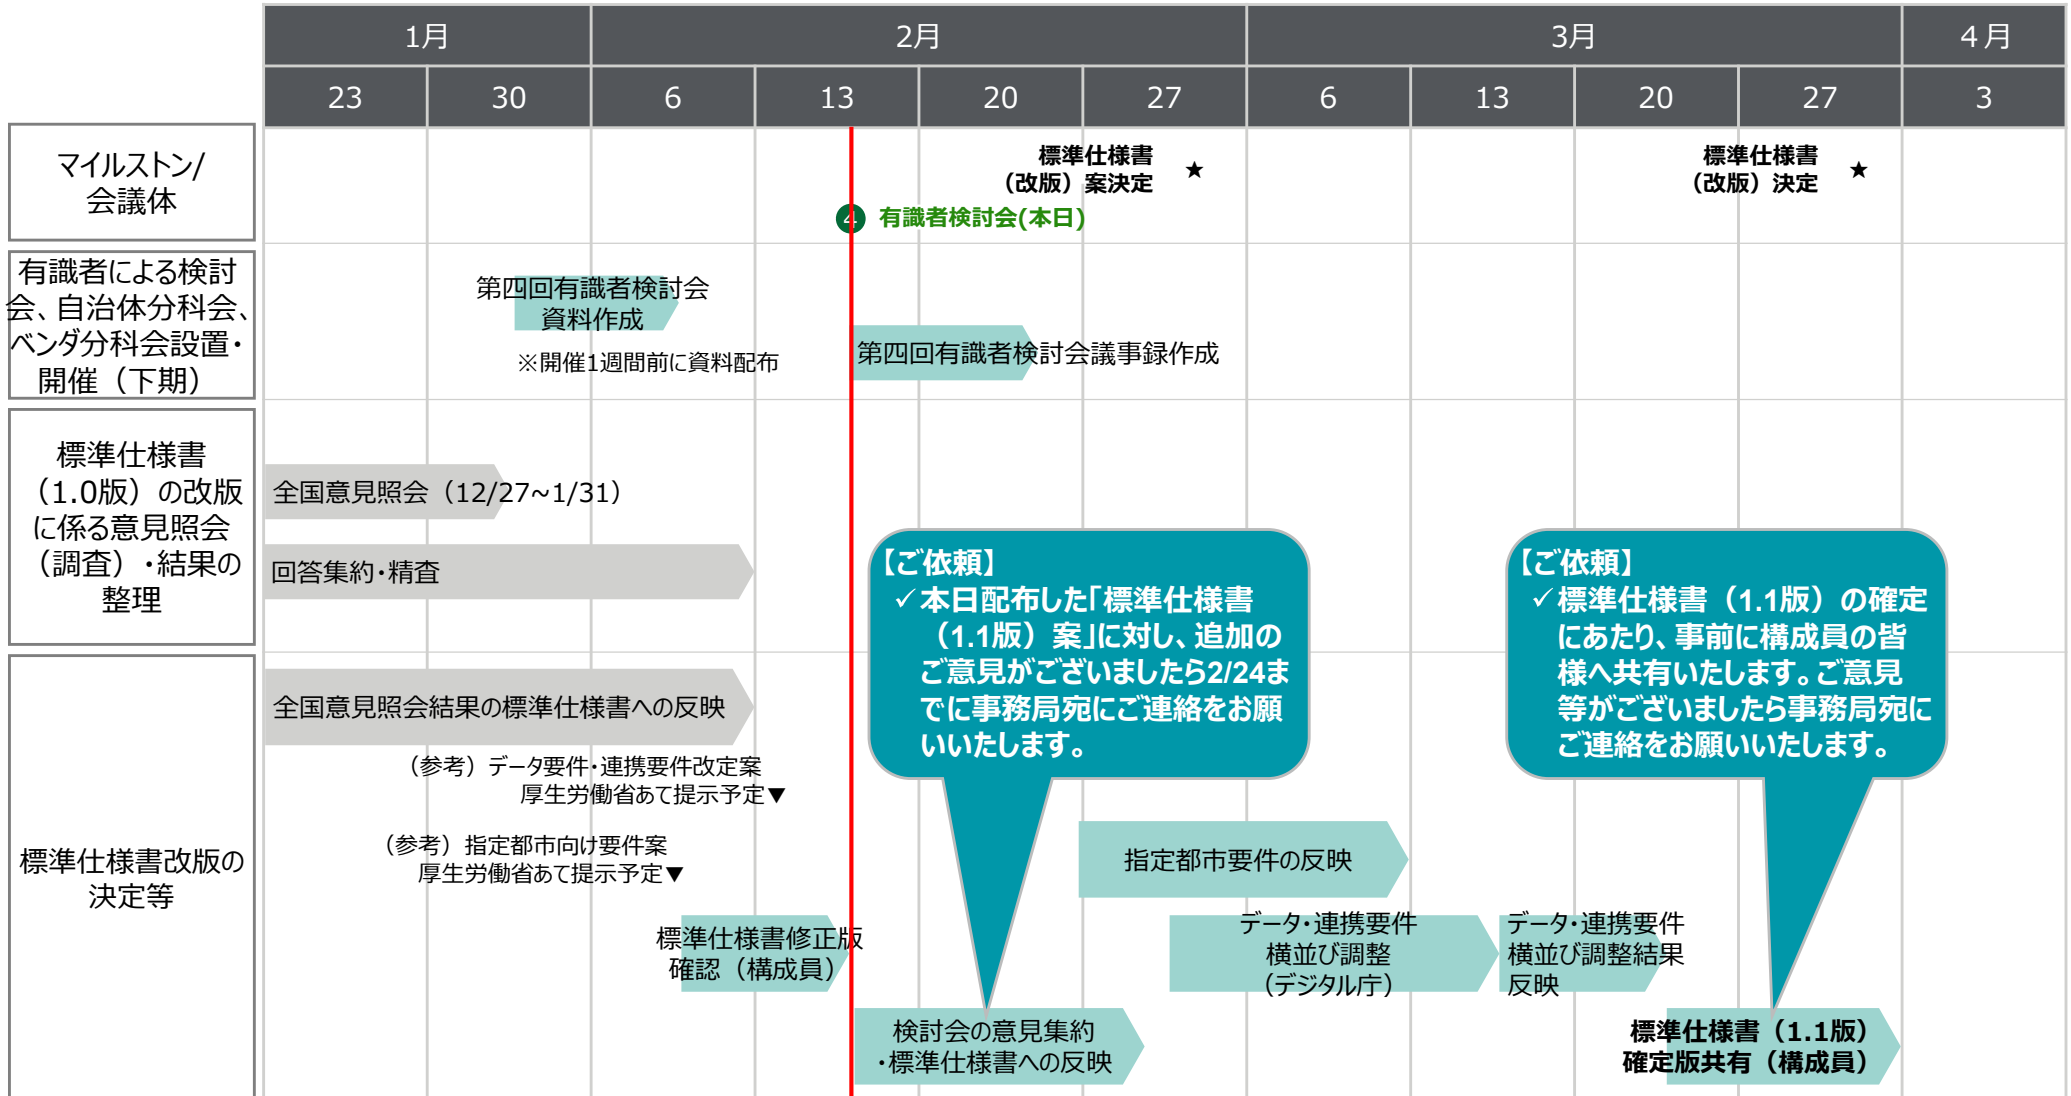 1月
2月
3月
4月
23
30
6
13
20
27
6
13
20
27
3
マイルストン/
会議体
標準仕様書
（改版）案決定
★
標準仕様書
（改版）決定
★
4
有識者検討会(本日)
有識者による検討
会、自治体分科会、
ベンダ分科会設置・
開催（下期）
第四回有識者検討会
資料作成
※開催1週間前に資料配布
第四回有識者検討会議事録作成
標準仕様書
（1.0版）の改版
に係る意見照会
（調査）・結果の
整理
全国意見照会（12/27~1/31）
回答集約・精査
【ご依頼】
✓本日配布した「標準仕様書
（1.1版）案」に対し、追加の
ご意見がございましたら2/24ま
でに事務局宛にご連絡をお願
いいたします。
【ご依頼】
✓標準仕様書（1.1版）の確定
にあたり、事前に構成員の皆
様へ共有いたします。ご意見
等がございましたら事務局宛に
ご連絡をお願いいたします。
標準仕様書改版の
決定等
全国意見照会結果の標準仕様書への反映
（参考）データ要件・連携要件改定案
厚生労働省あて提示予定▼
（参考）指定都市向け要件案
厚生労働省あて提示予定▼
指定都市要件の反映
標準仕様書修正版
確認（構成員）
データ・連携要件
横並び調整
（デジタル庁）
データ・連携要件
横並び調整結果
反映
検討会の意見集約
・標準仕様書への反映
標準仕様書（1.1版）
確定版共有（構成員）